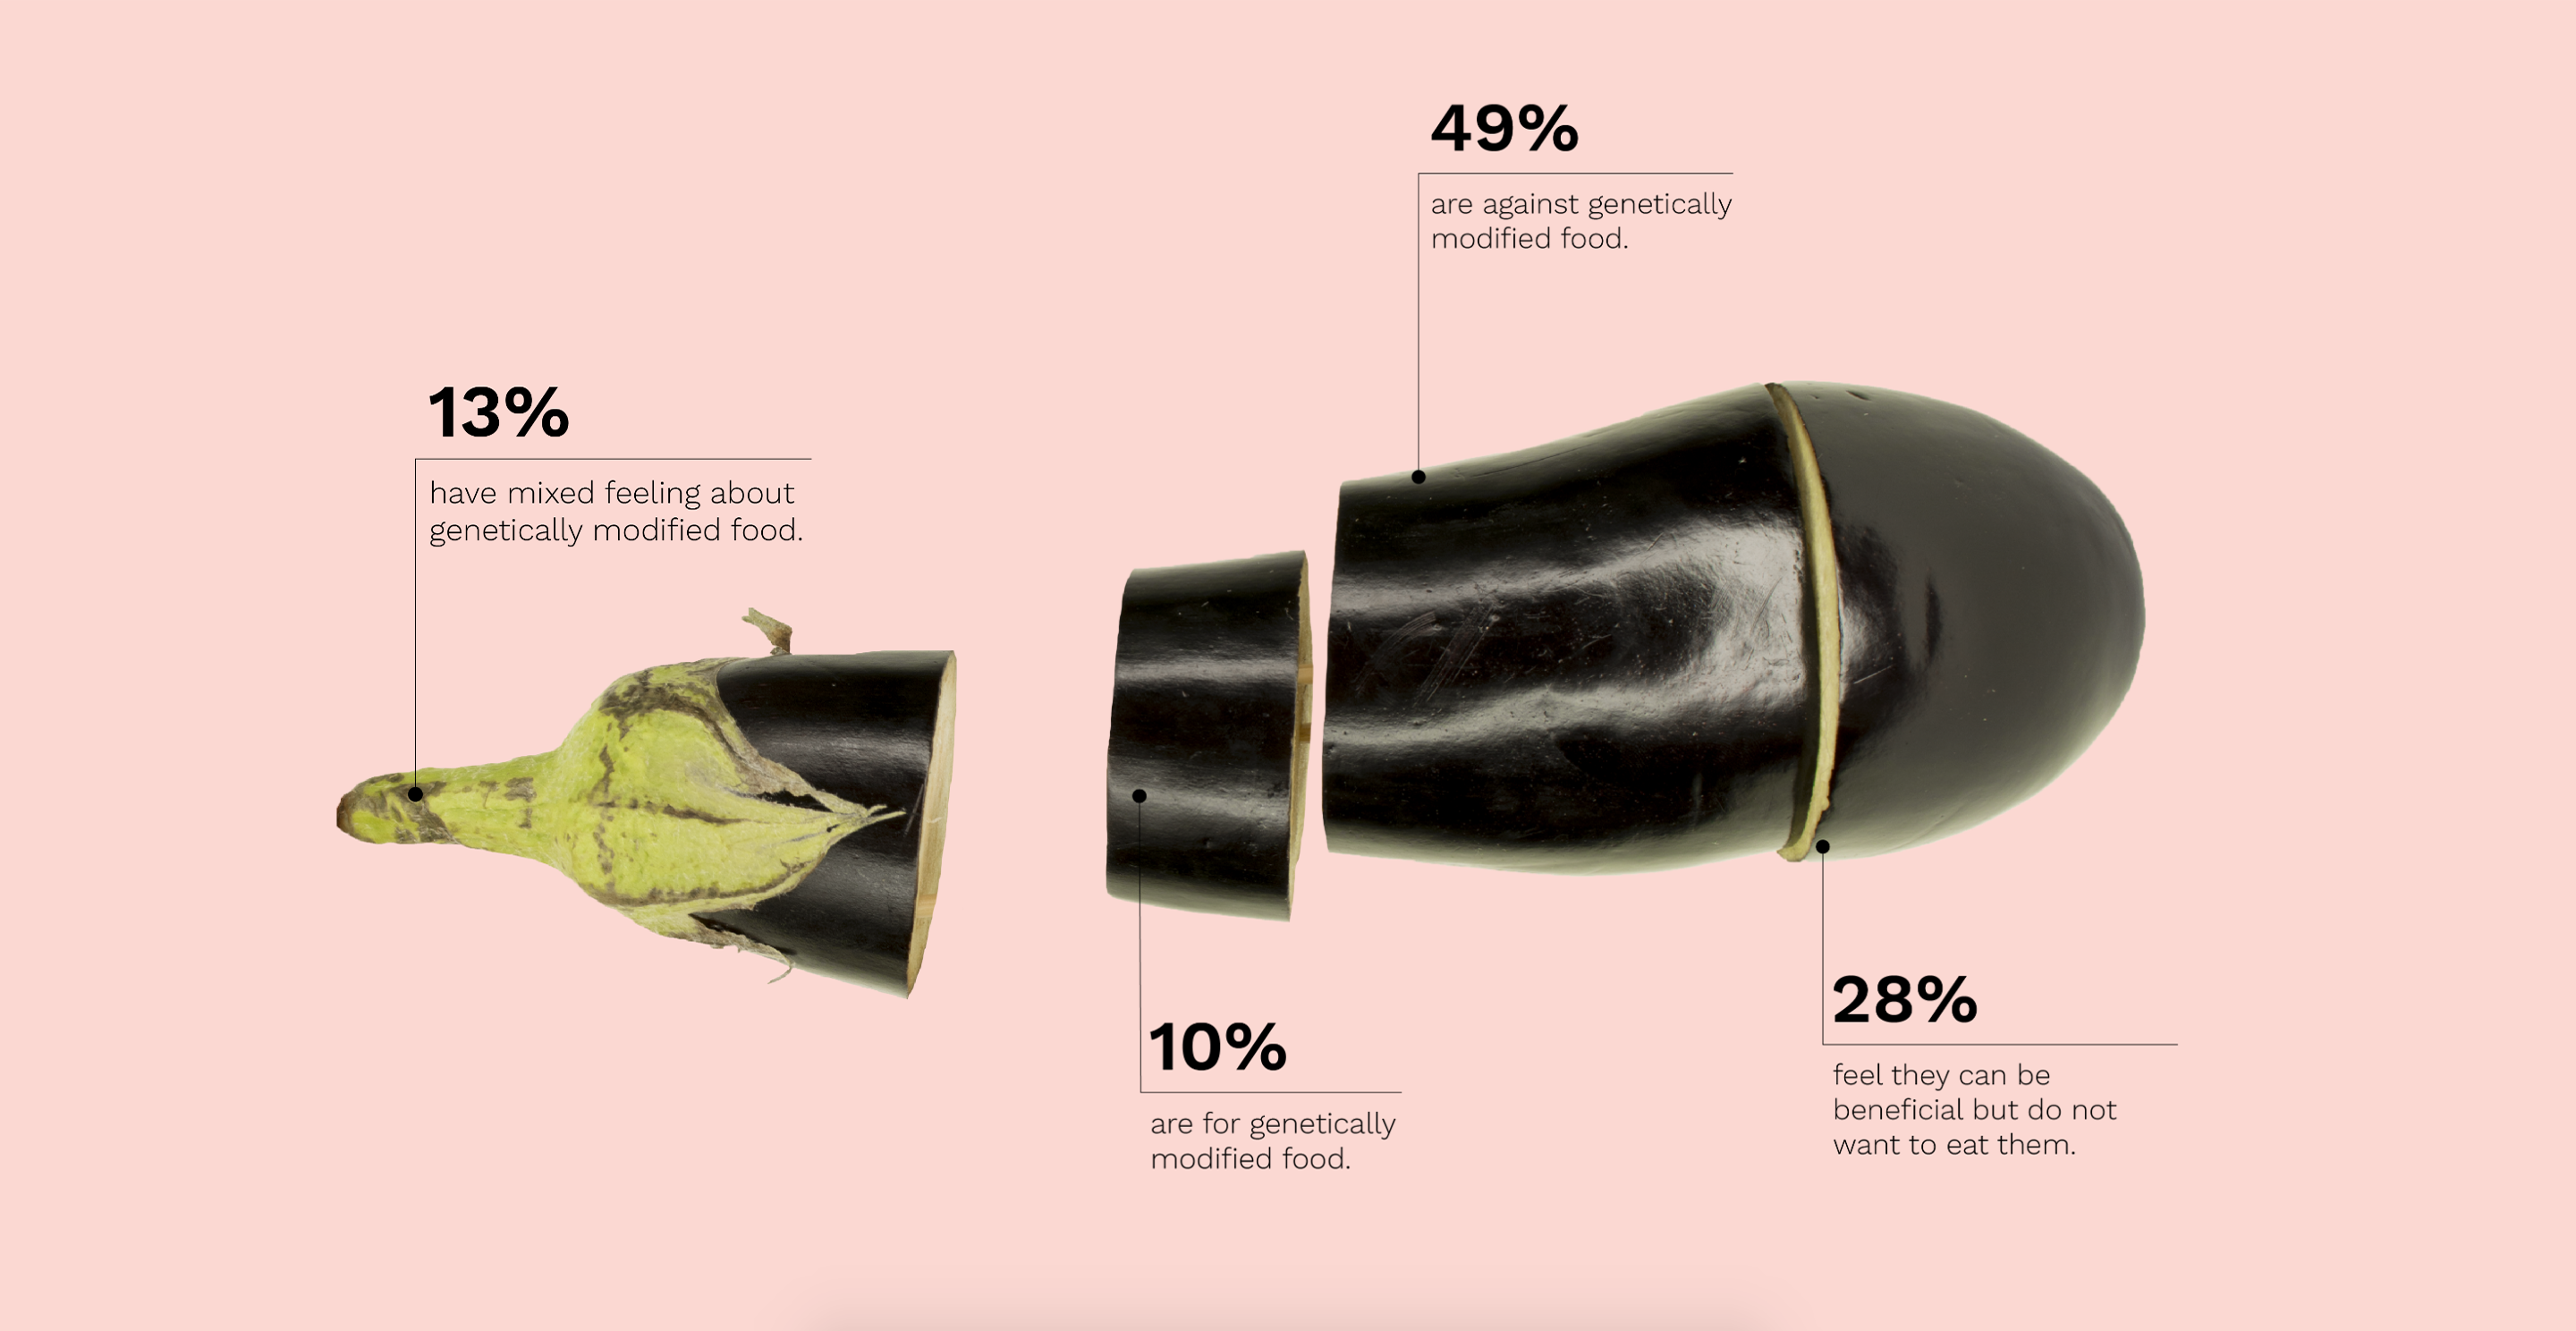 49%
are against genetically
modified food.
13%
have mixed feeling about
genetically modified food.
10%
are for genetically
modified food.
28%
feel they can be
beneficial but do not
want to eat them.